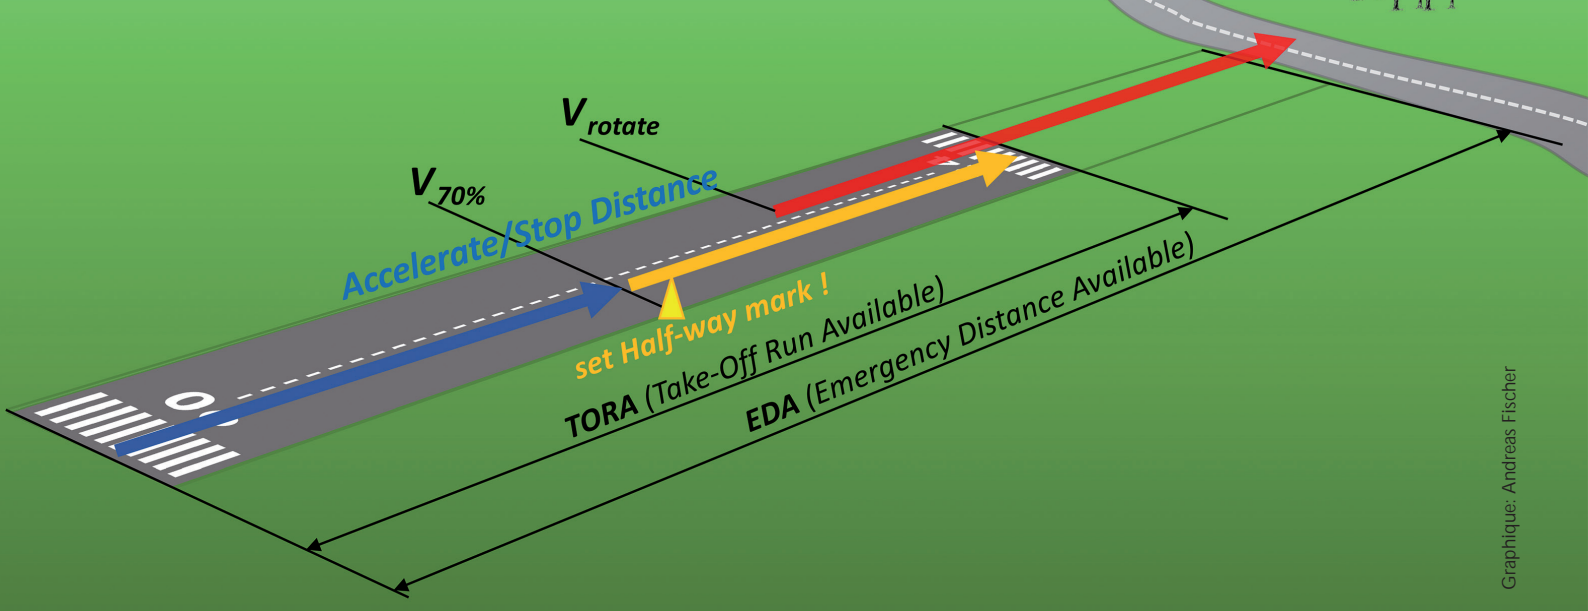 V rotate
V 70%
Accelerate/Stop Distance
set Half-way mark !
TORA (Take-Off Run Available)
EDA (Emergency Distance Available)
Graphique: Andreas Fischer